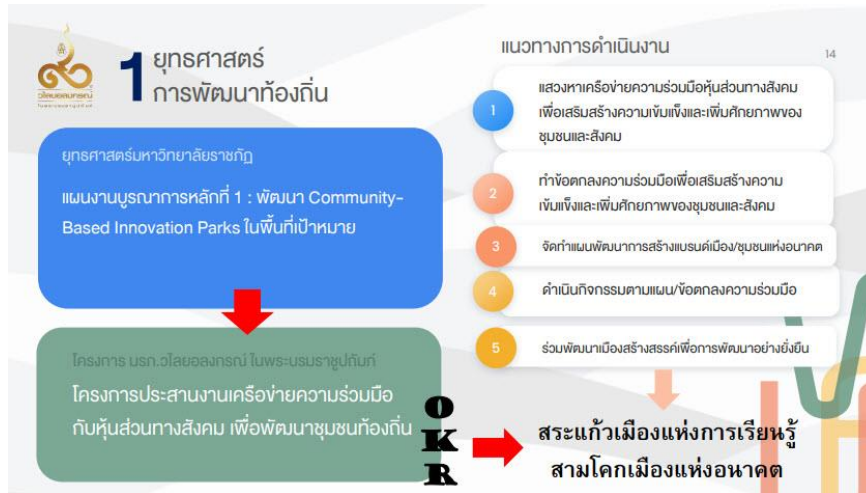 วไลยอลงกรณ์
1
ยุทธศาสตร์
การพัฒนาท้องถิ่น
ยุทธศาสตร์มหาวิทยาลัยราชภัฏ
แผนงานบูรณาการหลักที่ 1 : พัฒนา Community-
Based Innovation Parks ในพื้นที่เป้าหมาย
โครงการ มรภ.วไลยอลงกรณ์ ในพระบรมราชูปถัมภ์
โครงการประสานงานเครือข่ายความร่วมมือ
กับหุ้นส่วนทางสังคม เพื่อพัฒนาชุมชนท้องถิ่น
แนวทางการดำเนินงาน
14
1
แสวงหาเครือข่ายความร่วมมือหุ้นส่วนทางสังคม
เพื่อเสริมสร้างความเข้มแข็งและเพิ่มศักยภาพของ
ชุมชนและสังคม
2
ทำข้อตกลงความร่วมมือเพื่อเสริมสร้างความ
เข้มแข็งและเพิ่มศักยภาพของชุมชนและสังคม
3
จัดทำแผนพัฒนาการสร้างแบรนด์เมือง/ชุมชนแห่งอนาคต
4
ดำเนินกิจกรรมตามแผน/ข้อตกลงความร่วมมือ
5
ร่วมพัฒนาเมืองสร้างสรรค์เพื่อการพัฒนาอย่างยั่งยืน
O
K
R
สระแก้วเมืองแห่งการเรียนรู้
สามโคกเมืองแห่งอนาคต